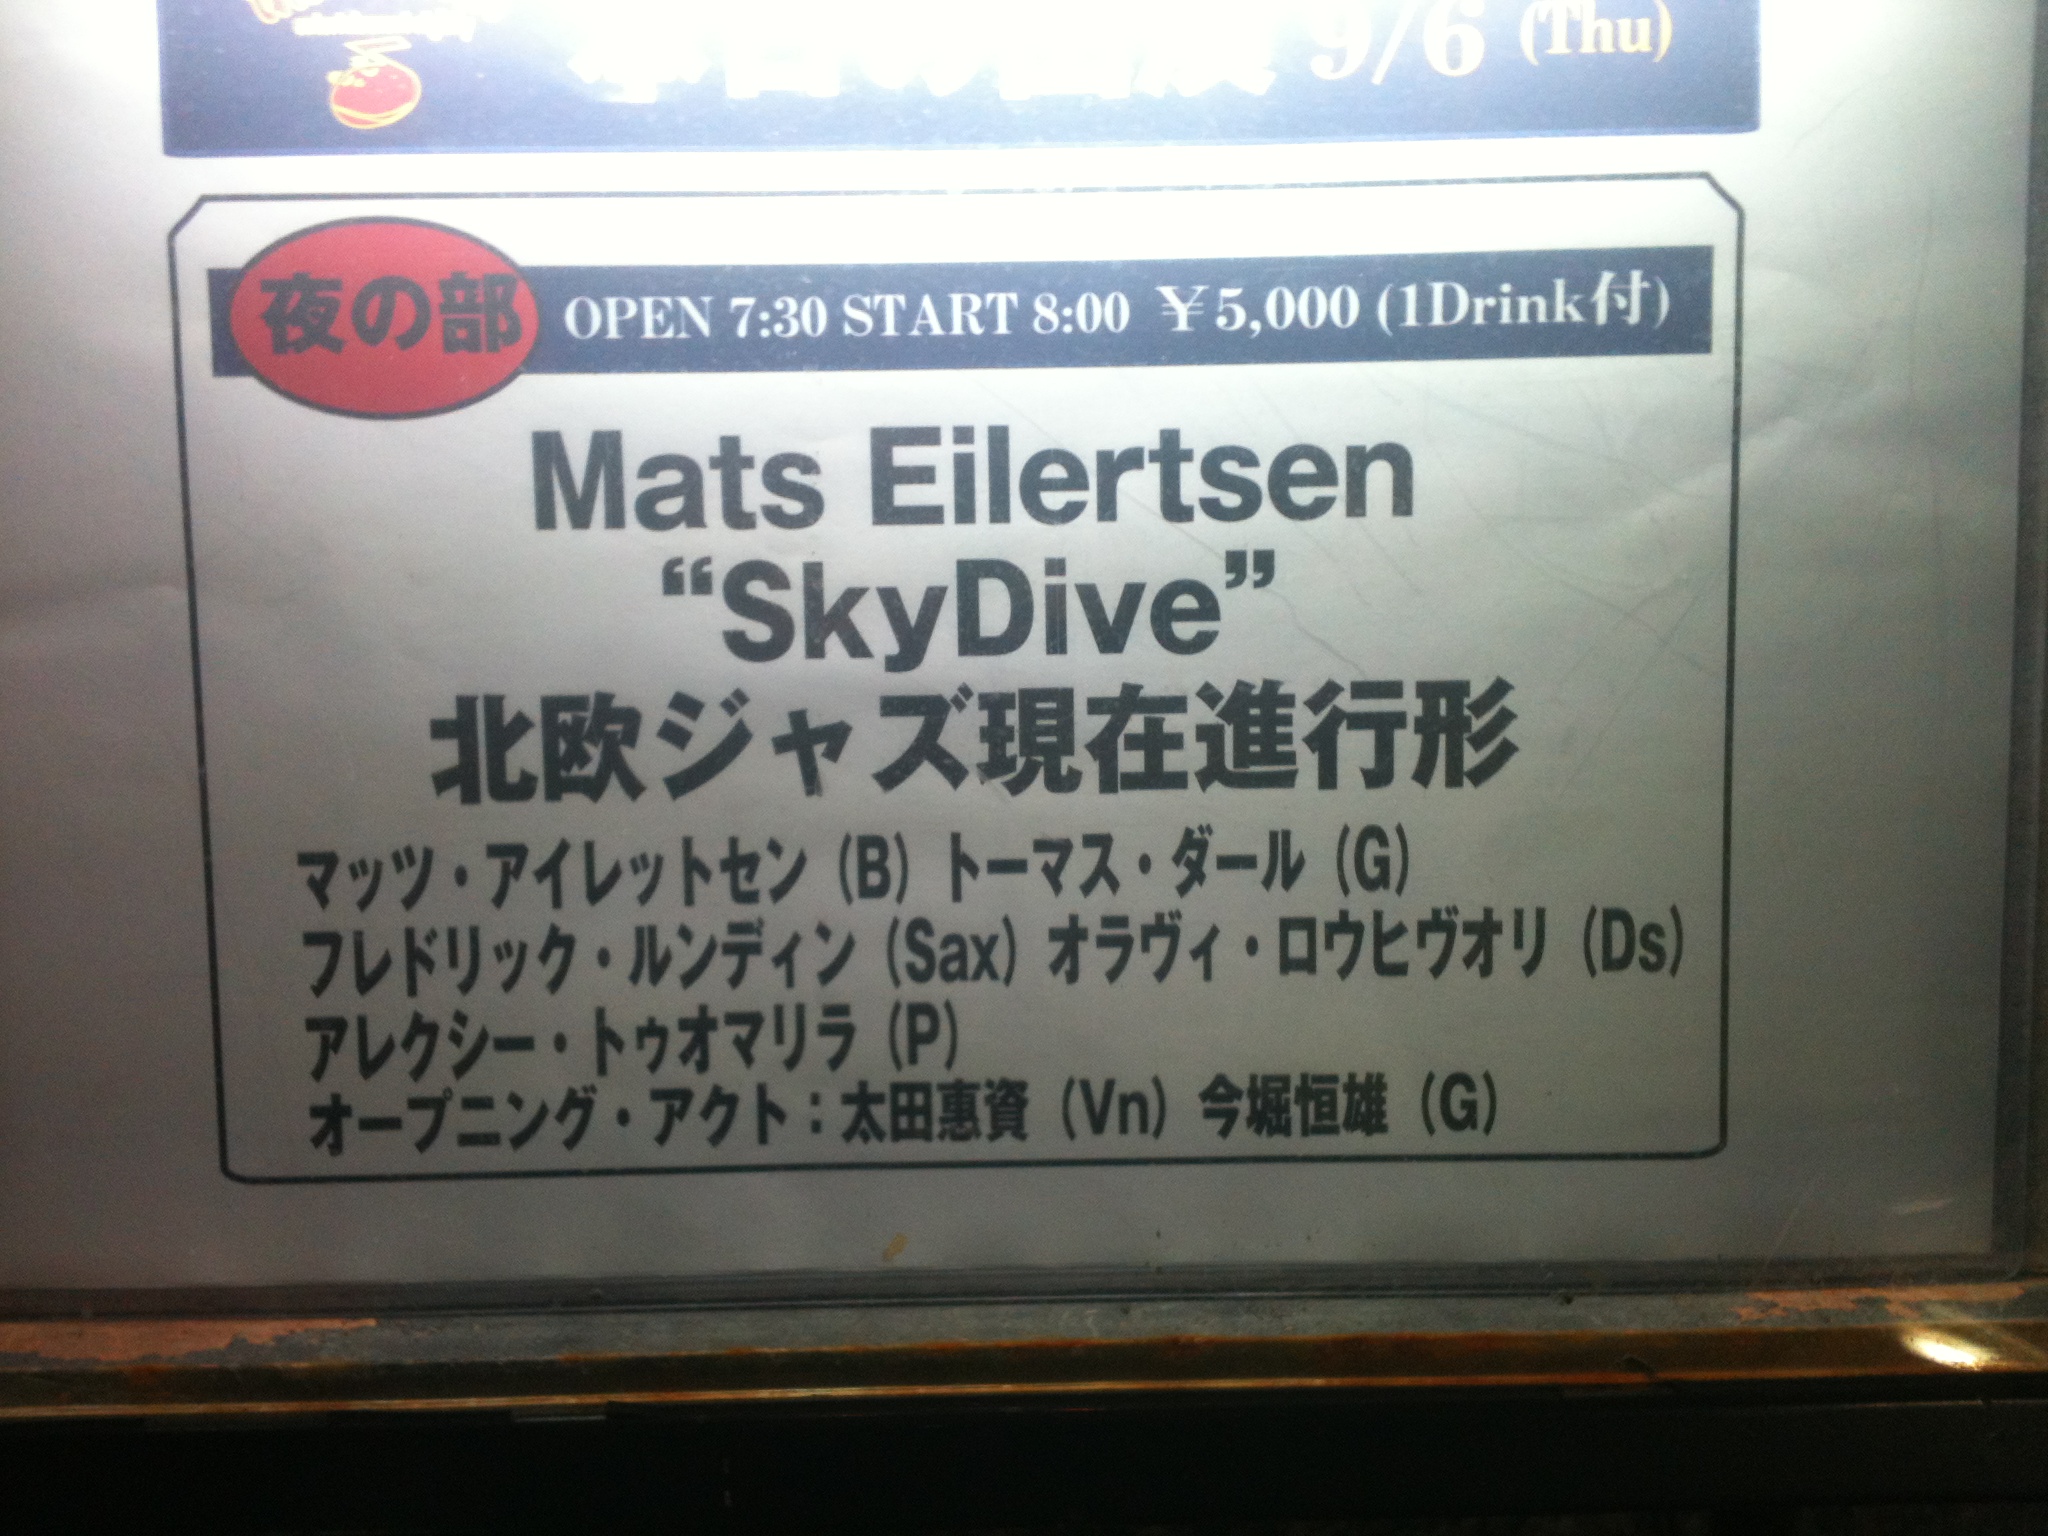 9/6 (Thu)
夜の部 OPEN 7:30 START 8:00 ¥5,000 (1Drink付)
Mats Eilertsen
“SkyDive”
北欧ジャズ現在進行形
マッツ・アイレットセン (B) トーマス・ダール (G)
フレドリック・ルンディン (Sax) オラヴィ・ロウヒヴオリ (Ds)
アレクシー・トゥオマリラ (P)
オープニング・アクト：太田惠資 (Vn) 今堀恒雄 (G)